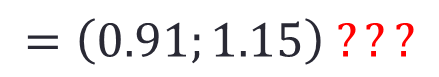 = (0.91; 1.15) ???